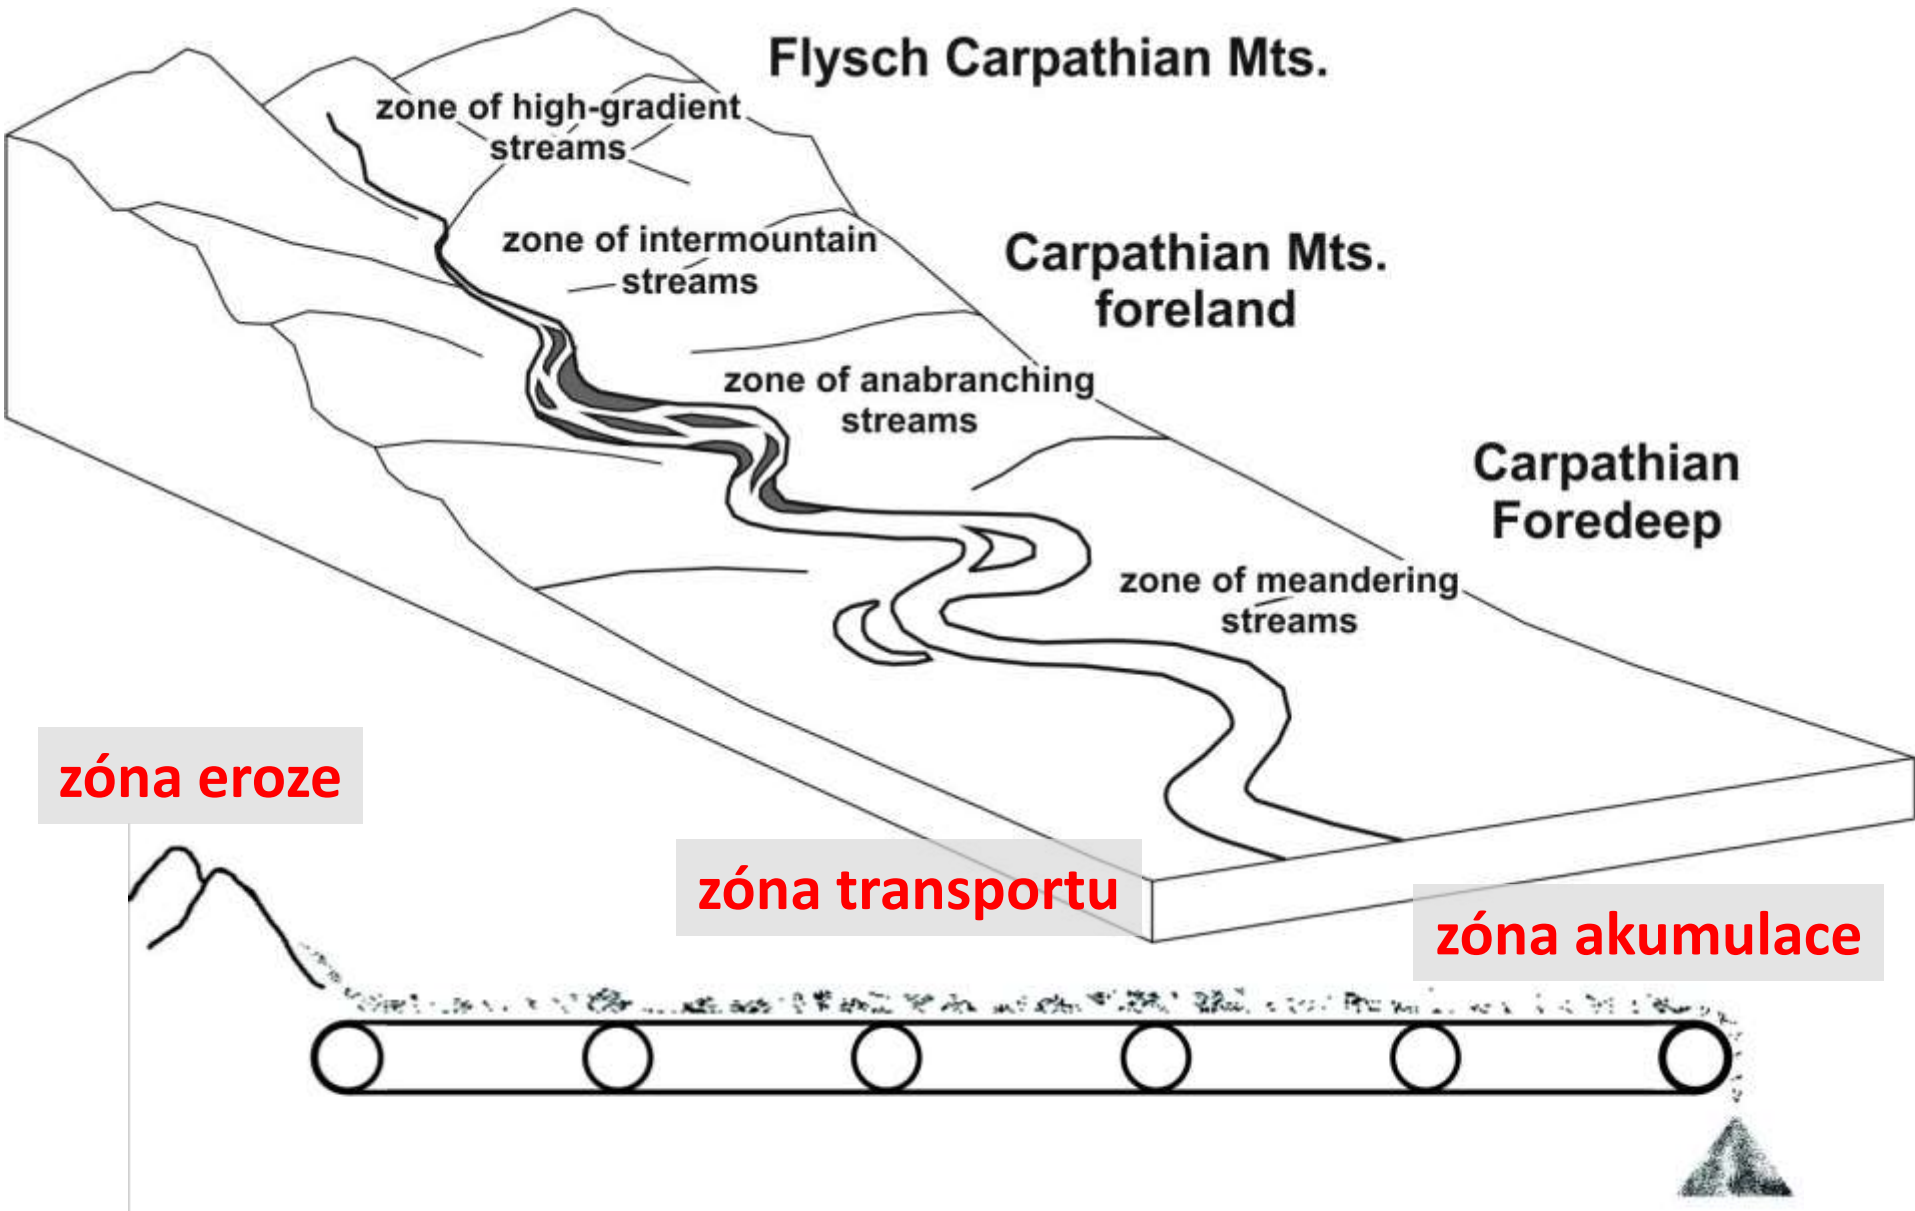 Flysch Carpathian Mts.
zone of high-gradient
streams
zone of intermountain
streams
Carpathian Mts.
foreland
zone of anabranching
streams
Carpathian
Foredeep
zone of meandering
streams
zóna eroze
zóna transportu
zóna akumulace